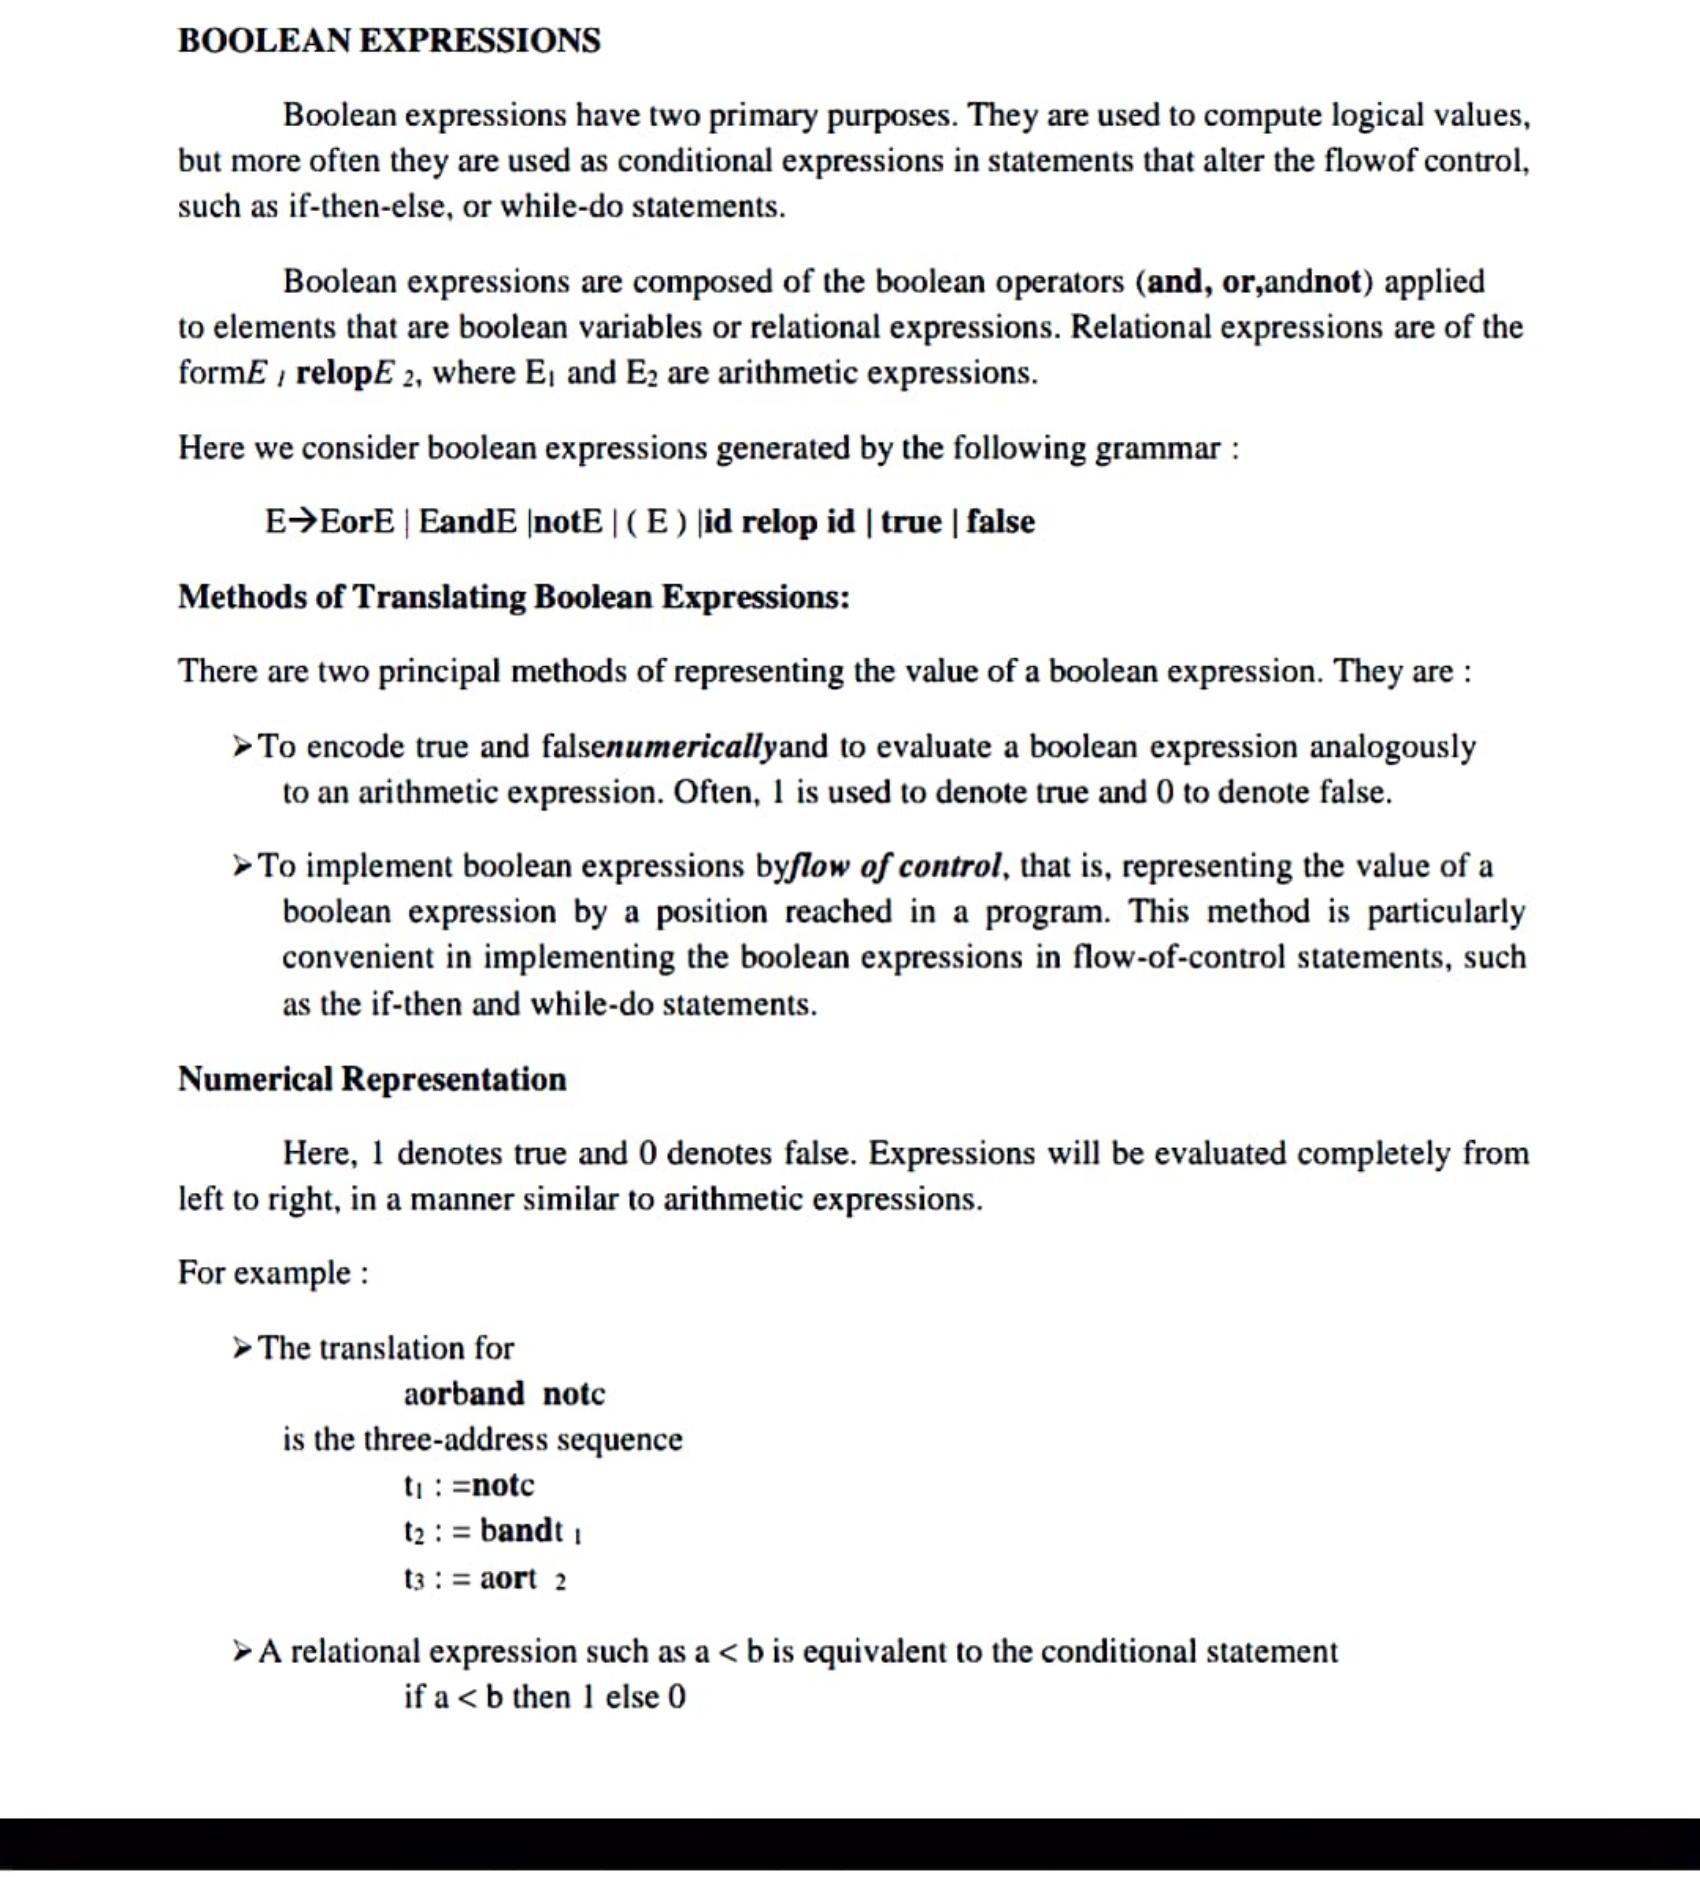 BOOLEAN EXPRESSIONS
Boolean expressions have two primary purposes. They are used to compute logical values,
but more often they are used as conditional expressions in statements that alter the flowof control,
such as if-then-else, or while-do statements.
Boolean expressions are composed of the boolean operators (and, or,andnot) applied
to elements that are boolean variables or relational expressions. Relational expressions are of the
formE 1 relopE 2, where E1 and E2 are arithmetic expressions.
Here we consider boolean expressions generated by the following grammar :
E→EorE | EandE |notE | ( E ) |id relop id | true | false
Methods of Translating Boolean Expressions:
There are two principal methods of representing the value of a boolean expression. They are :
➢To encode true and falsenumericallyand to evaluate a boolean expression analogously
to an arithmetic expression. Often, 1 is used to denote true and 0 to denote false.
➢To implement boolean expressions byflow of control, that is, representing the value of a
boolean expression by a position reached in a program. This method is particularly
convenient in implementing the boolean expressions in flow-of-control statements, such
as the if-then and while-do statements.
Numerical Representation
Here, 1 denotes true and 0 denotes false. Expressions will be evaluated completely from
left to right, in a manner similar to arithmetic expressions.
For example :
➢The translation for
aorband notc
is the three-address sequence
t1 : =notc
t2 : = bandt 1
t3 : = aort 2
➢A relational expression such as a < b is equivalent to the conditional statement
if a < b then 1 else 0